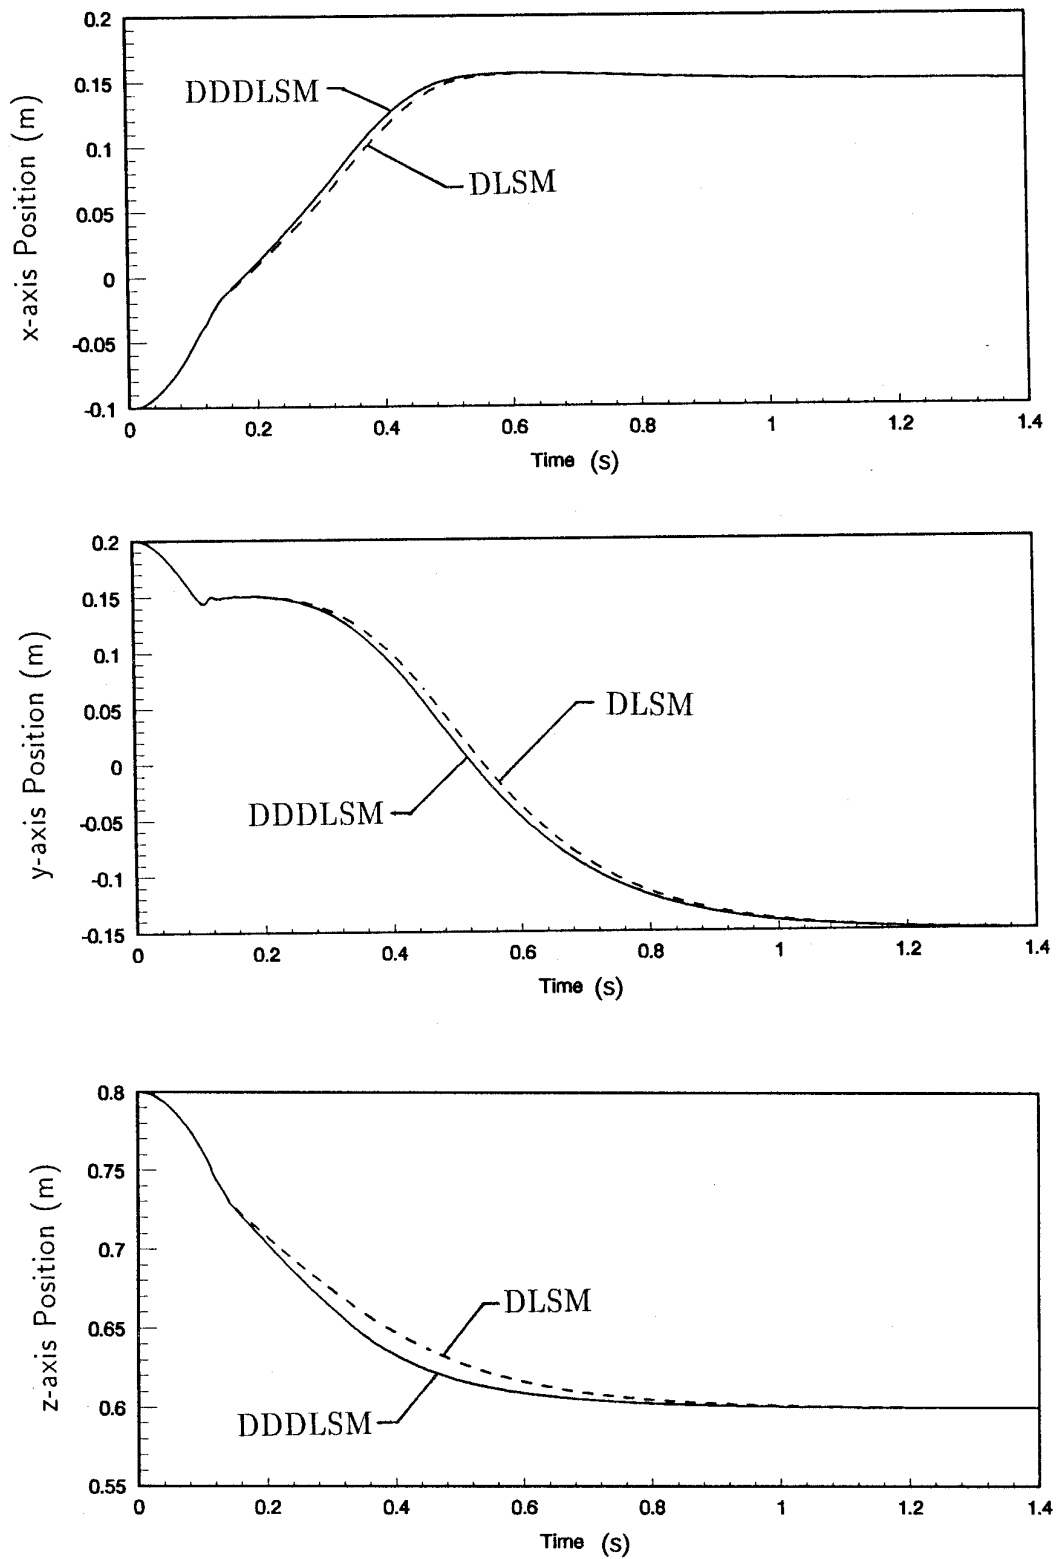 0.2
0.15
0.1
0.05
0
-0.05
-0.1
x-axis Position (m)
DDDLSM
DLSM
0 0.2 0.4 0.6 0.8 1 1.2 1.4
Time (s)
0.2
0.15
0.1
0.05
0
-0.05
-0.1
-0.15
y-axis Position (m)
DLSM
DDDLSM
0 0.2 0.4 0.6 0.8 1 1.2 1.4
Time (s)
0.8
0.75
0.7
0.65
0.6
0.55
z-axis Position (m)
DLSM
DDDLSM
0 0.2 0.4 0.6 0.8 1 1.2 1.4
Time (s)